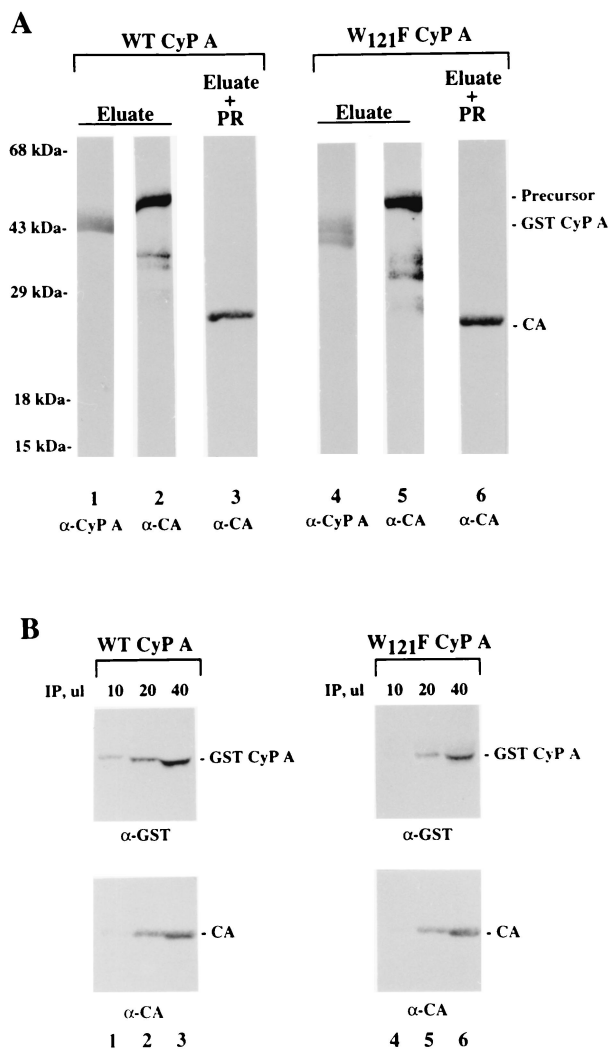 A
WT CyP A
W121F CyP A
Eluate
Eluate
+
PR
Eluate
Eluate
+
PR
68 kDa-
43 kDa-
29 kDa-
18 kDa-
15 kDa-
- Precursor
- GST CyP A
- CA
1 2 3 4 5 6
α-CyP A α-CA α-CA α-CyP A α-CA α-CA
B
WT CyP A
W121F CyP A
IP, ul 10 20 40
IP, ul 10 20 40
- GST CyP A
- GST CyP A
α-GST
α-GST
- CA
- CA
α-CA
α-CA
1 2 3
4 5 6